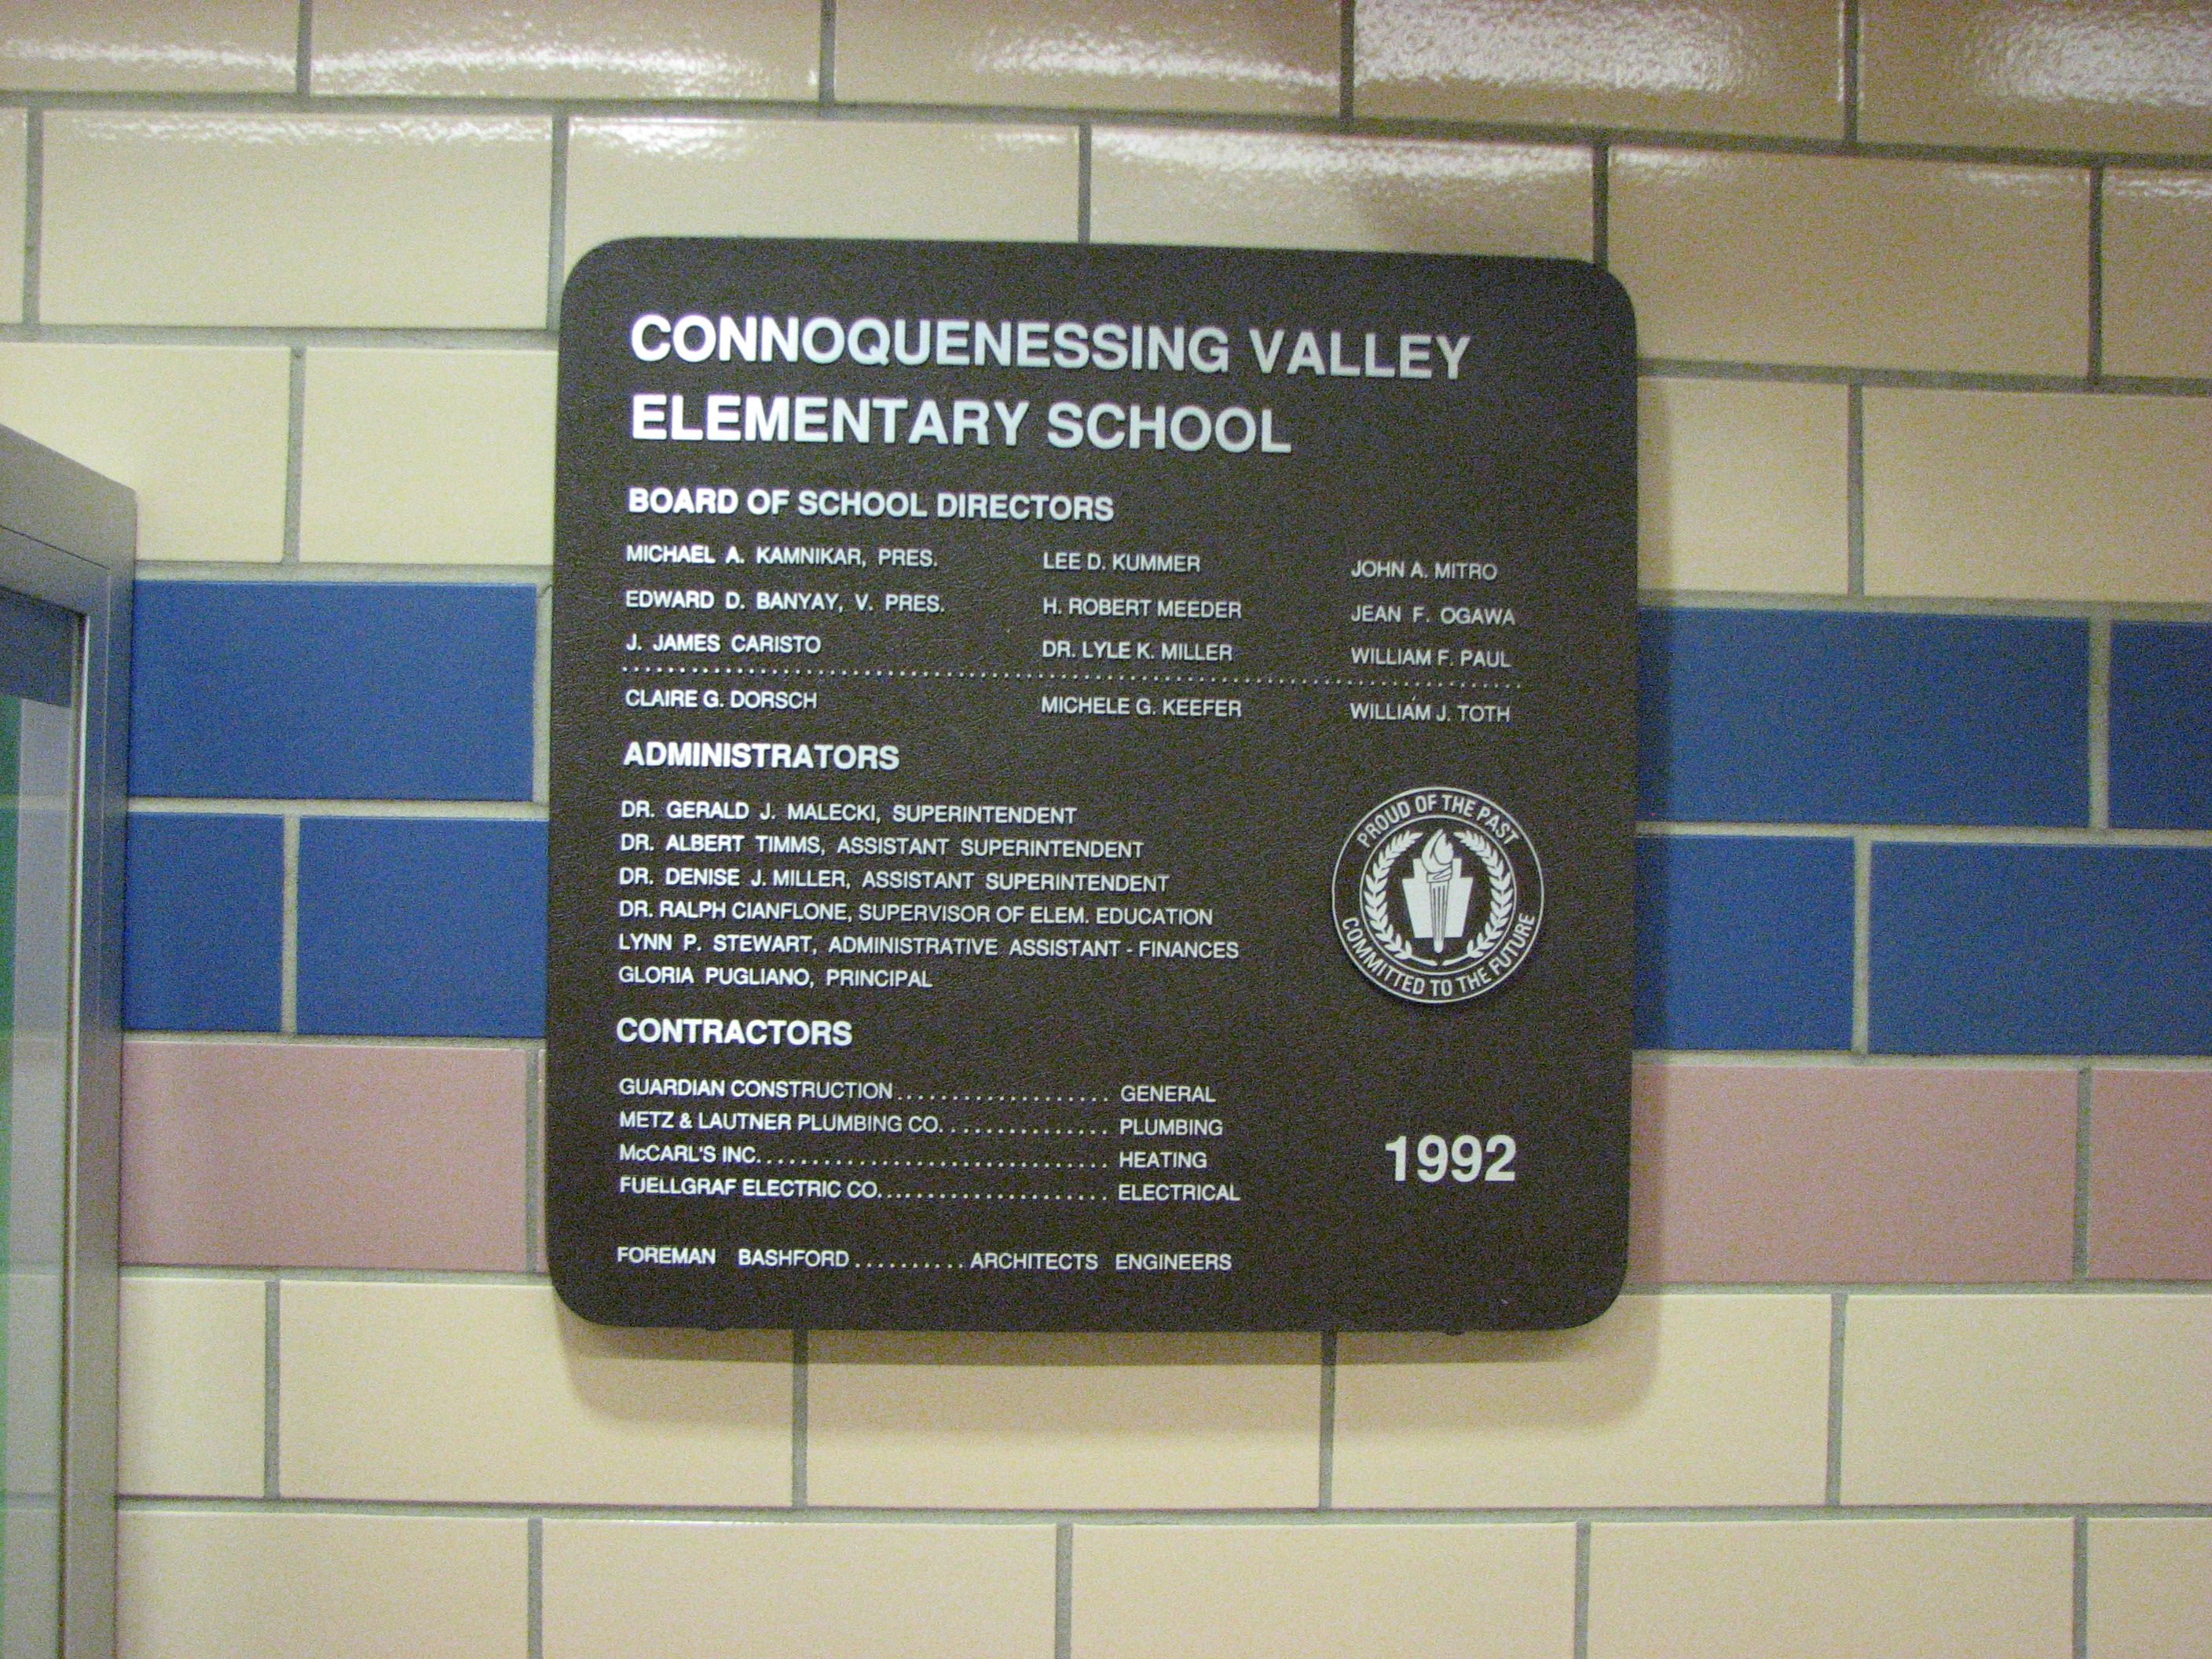 CONNOQUENESSING VALLEY
ELEMENTARY SCHOOL
BOARD OF SCHOOL DIRECTORS
MICHAEL A. KAMNIKAR, PRES. LEE D. KUMMER JOHN A. MITRO
EDWARD D. BANYAY, V. PRES. H. ROBERT MEEDER JEAN F. OGAWA
J. JAMES CARISTO DR. LYLE K. MILLER WILLIAM F. PAUL
CLAIRE G. DORSCH MICHELE G. KEEFER WILLIAM J. TOTH
ADMINISTRATORS
DR. GERALD J. MALECKI, SUPERINTENDENT
DR. ALBERT TIMMS, ASSISTANT SUPERINTENDENT
DR. DENISE J. MILLER, ASSISTANT SUPERINTENDENT
DR. RALPH CIANFLONE, SUPERVISOR OF ELEM. EDUCATION
LYNN P. STEWART, ADMINISTRATIVE ASSISTANT - FINANCES
GLORIA PUGLIANO, PRINCIPAL
PROUD OF THE PAST
COMMITTED TO THE FUTURE
CONTRACTORS
GUARDIAN CONSTRUCTION................... GENERAL
METZ & LAUTNER PLUMBING CO............... PLUMBING
McCARL'S INC................................ HEATING
FUELLGRAF ELECTRIC CO..................... ELECTRICAL
1992
FOREMAN BASHFORD.......... ARCHITECTS ENGINEERS